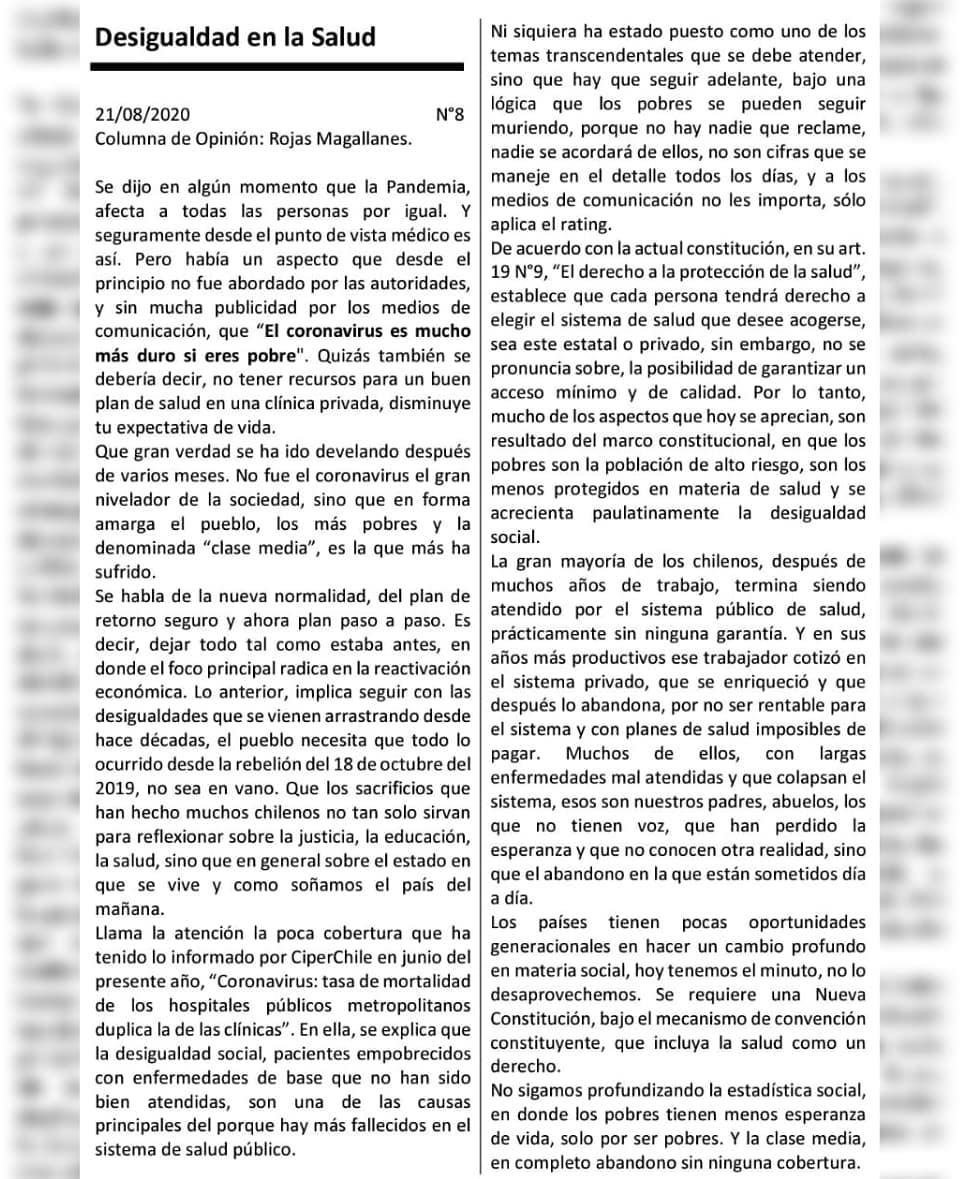 Desigualdad en la Salud
21/08/2020 N°8
Columna de Opinión: Rojas Magallanes.
Se dijo en algún momento que la Pandemia,
afecta a todas las personas por igual. Y
seguramente desde el punto de vista médico es
así. Pero había un aspecto que desde el
principio no fue abordado por las autoridades,
y sin mucha publicidad por los medios de
comunicación, que “El coronavirus es mucho
más duro si eres pobre". Quizás también se
debería decir, no tener recursos para un buen
plan de salud en una clínica privada, disminuye
tu expectativa de vida.
Que gran verdad se ha ido develando después
de varios meses. No fue el coronavirus el gran
nivelador de la sociedad, sino que en forma
amarga el pueblo, los más pobres y la
denominada “clase media”, es la que más ha
sufrido.
Se habla de la nueva normalidad, del plan de
retorno seguro y ahora plan paso a paso. Es
decir, dejar todo tal como estaba antes, en
donde el foco principal radica en la reactivación
económica. Lo anterior, implica seguir con las
desigualdades que se vienen arrastrando desde
hace décadas, el pueblo necesita que todo lo
ocurrido desde la rebelión del 18 de octubre del
2019, no sea en vano. Que los sacrificios que
han hecho muchos chilenos no tan solo sirvan
para reflexionar sobre la justicia, la educación,
la salud, sino que en general sobre el estado en
que se vive y como soñamos el país del
mañana.
Llama la atención la poca cobertura que ha
tenido lo informado por CiperChile en junio del
presente año, “Coronavirus: tasa de mortalidad
de los hospitales públicos metropolitanos
duplica la de las clínicas”. En ella, se explica que
la desigualdad social, pacientes empobrecidos
con enfermedades de base que no han sido
bien atendidas, son una de las causas
principales del porque hay más fallecidos en el
sistema de salud público.
Ni siquiera ha estado puesto como uno de los
temas transcendentales que se debe atender,
sino que hay que seguir adelante, bajo una
lógica que los pobres se pueden seguir
muriendo, porque no hay nadie que reclame,
nadie se acordará de ellos, no son cifras que se
maneje en el detalle todos los días, y a los
medios de comunicación no les importa, sólo
aplica el rating.
De acuerdo con la actual constitución, en su art.
19 N°9, “El derecho a la protección de la salud”,
establece que cada persona tendrá derecho a
elegir el sistema de salud que desee acogerse,
sea este estatal o privado, sin embargo, no se
pronuncia sobre, la posibilidad de garantizar un
acceso mínimo y de calidad. Por lo tanto,
mucho de los aspectos que hoy se aprecian, son
resultado del marco constitucional, en que los
pobres son la población de alto riesgo, son los
menos protegidos en materia de salud y se
acrecienta paulatinamente la desigualdad
social.
La gran mayoría de los chilenos, después de
muchos años de trabajo, termina siendo
atendido por el sistema público de salud,
prácticamente sin ninguna garantía. Y en sus
años más productivos ese trabajador cotizó en
el sistema privado, que se enriqueció y que
después lo abandona, por no ser rentable para
el sistema y con planes de salud imposibles de
pagar. Muchos de ellos, con largas
enfermedades mal atendidas y que colapsan el
sistema, esos son nuestros padres, abuelos, los
que no tienen voz, que han perdido la
esperanza y que no conocen otra realidad, sino
que el abandono en la que están sometidos día
a día.
Los países tienen pocas oportunidades
generacionales en hacer un cambio profundo
en materia social, hoy tenemos el minuto, no lo
desaprovechemos. Se requiere una Nueva
Constitución, bajo el mecanismo de convención
constituyente, que incluya la salud como un
derecho.
No sigamos profundizando la estadística social,
en donde los pobres tienen menos esperanza
de vida, solo por ser pobres. Y la clase media,
en completo abandono sin ninguna cobertura.